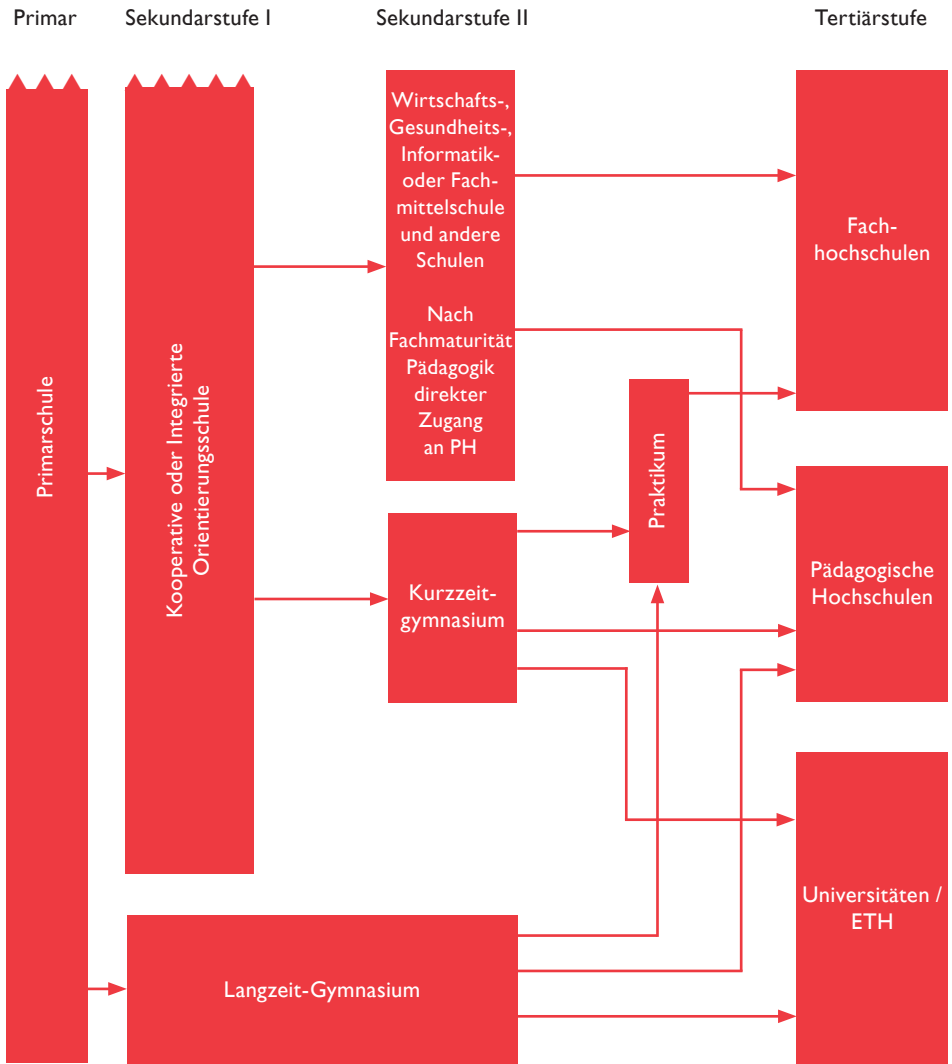 Primar
Sekundarstufe I
Sekundarstufe II
Tertiärstufe
Primarschule
Kooperative oder Integrierte
Orientierungsschule
Wirtschafts-,
Gesundheits-,
Informatik-
oder Fach-
mittelschule
und andere
Schulen
Nach
Fachmaturität
Pädagogik
direkter
Zugang
an PH
Kurzzeit-
gymnasium
Langzeit-Gymnasium
Praktikum
Fach-
hochschulen
Pädagogische
Hochschulen
Universitäten /
ETH